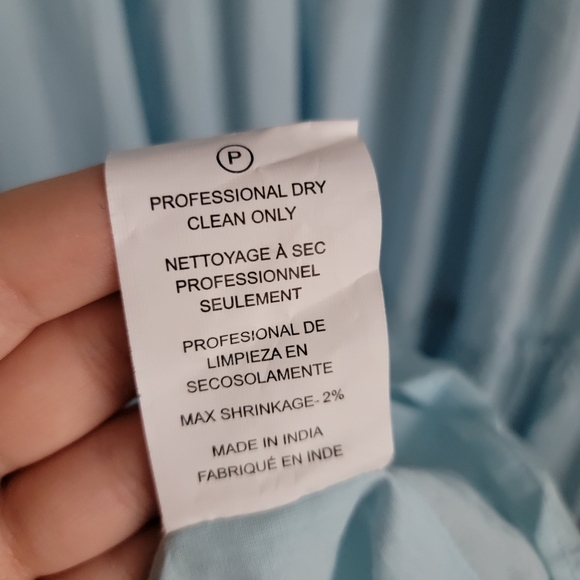 P
PROFESSIONAL DRY
CLEAN ONLY
NETTOYAGE À SEC
PROFESSIONNEL
SEULEMENT
PROFESIONAL DE
LIMPIEZA EN
SECOSOLAMENTE
MAX SHRINKAGE-2%
MADE IN INDIA
FABRIQUÉ EN INDE